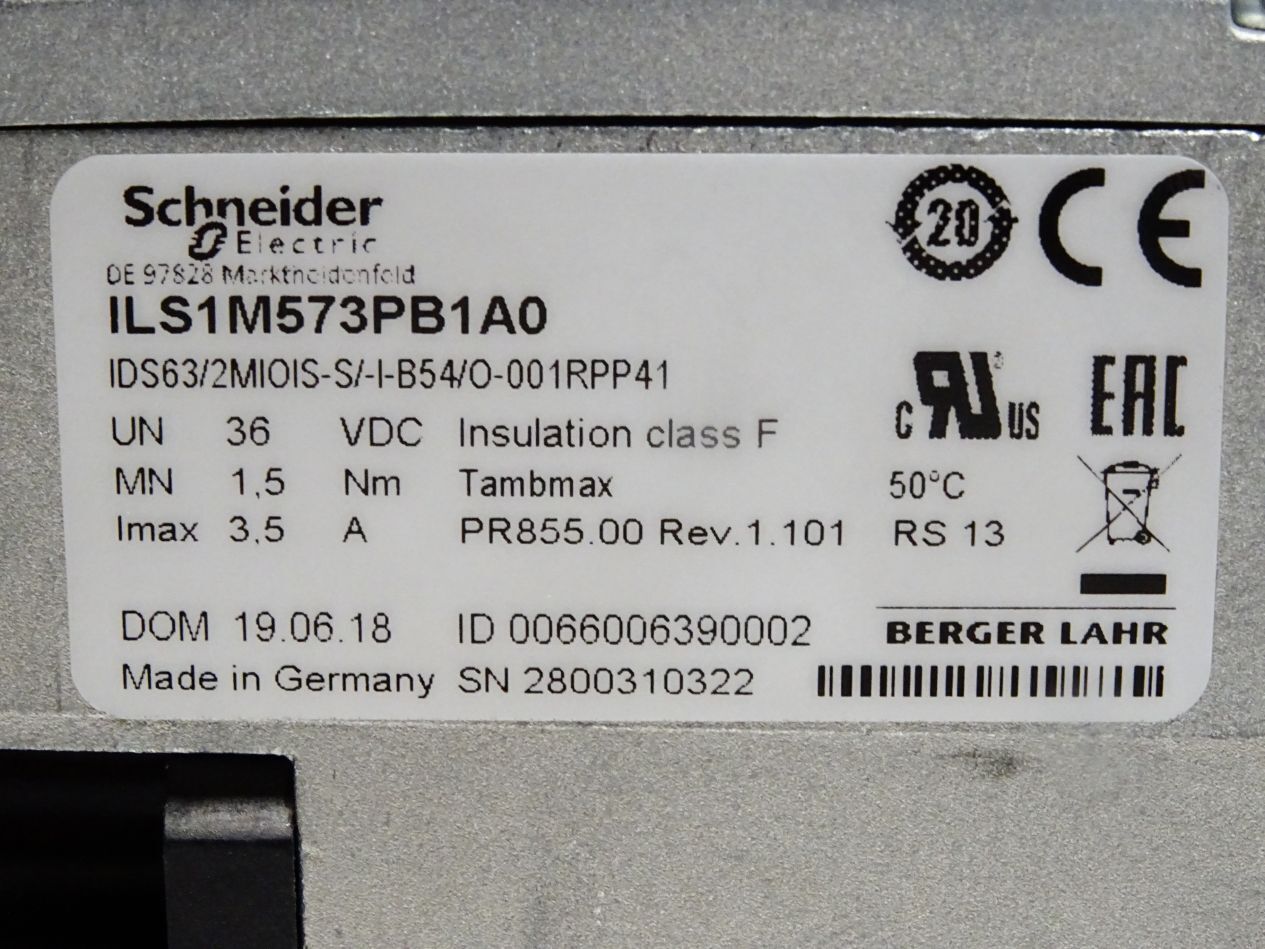 Schneider
Electric
20
CE
DE 97828 Marktheidenfeld
ILS1M573PB1A0
IDS63/2MIOIS-S/-I-B54/O-001RPP41
C RU US
EAC
UN 36 VDC Insulation class F
MN 1,5 Nm Tambmax 50°C
Imax 3,5 A PR855.00 Rev.1.101 RS 13
DOM 19.06.18 ID 0066006390002
BERGER LAHR
Made in Germany SN 2800310322